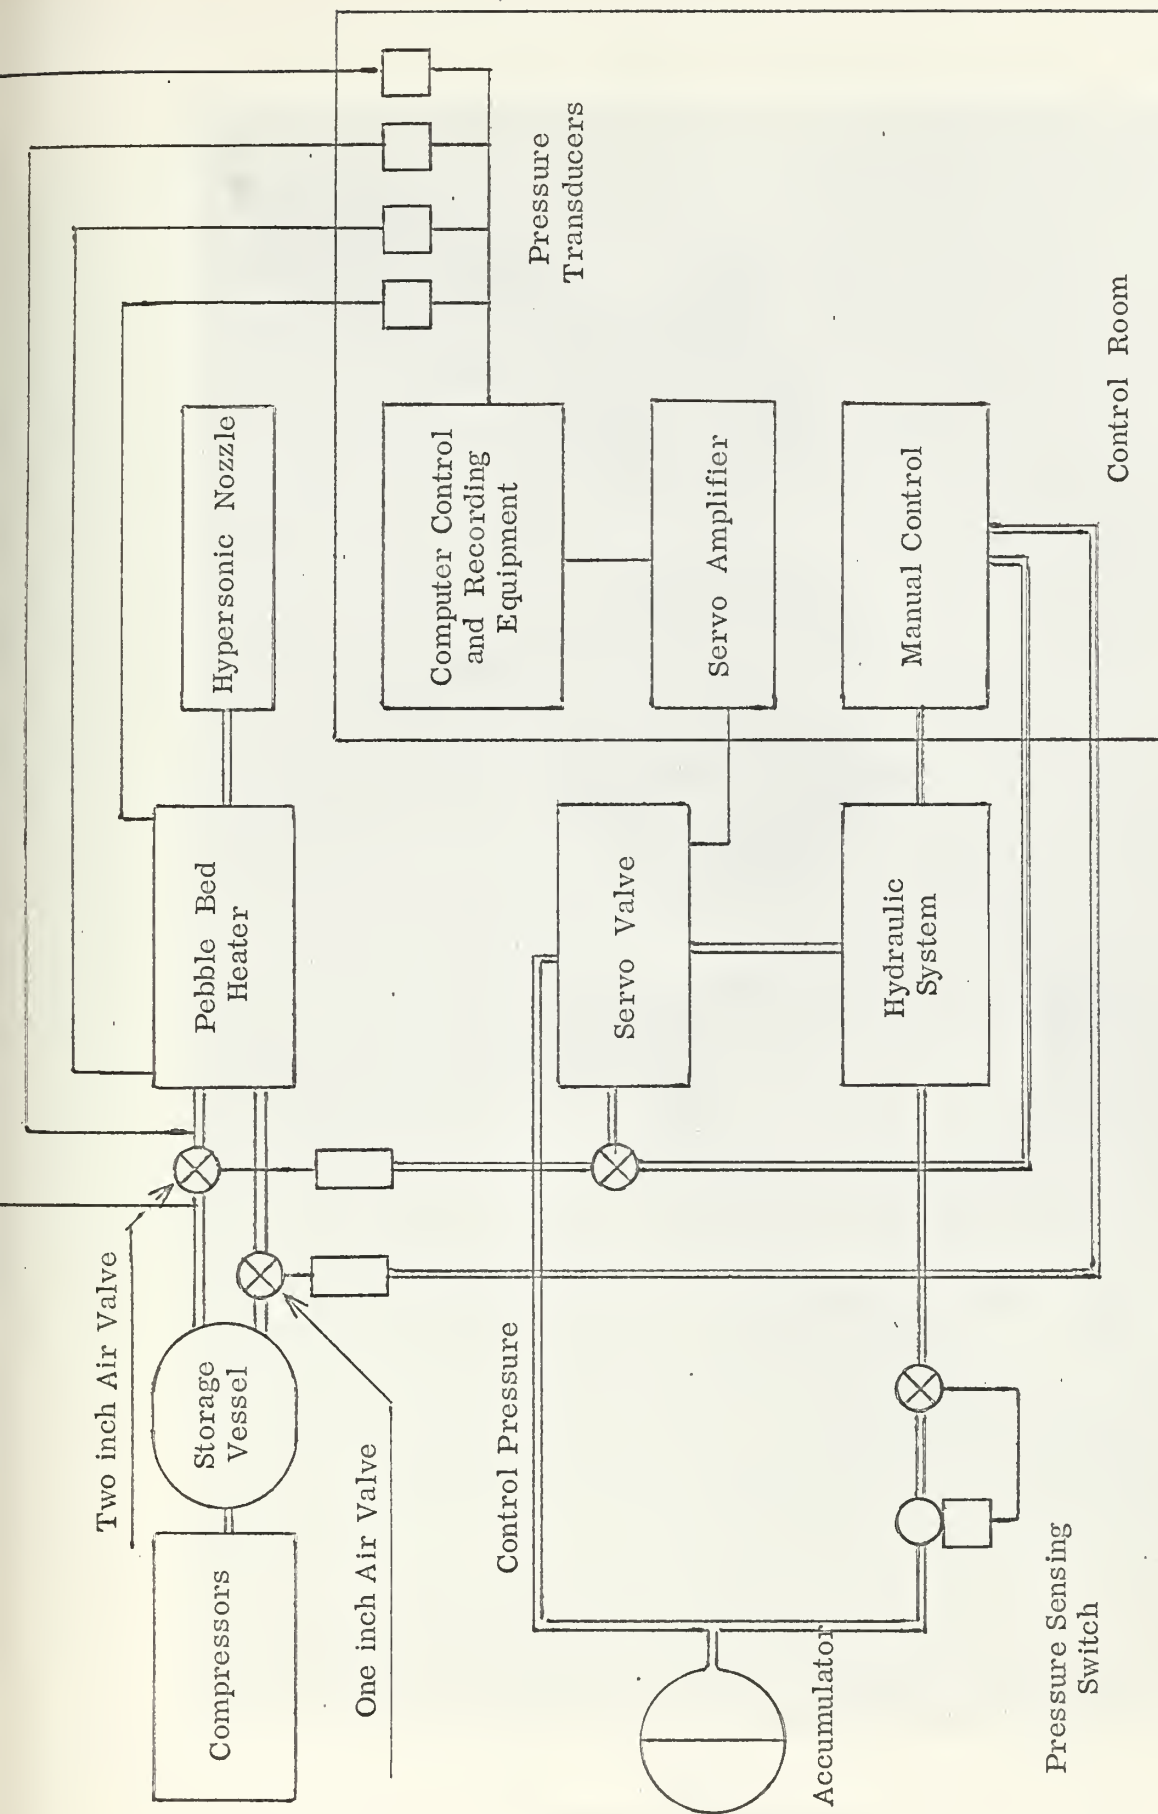 Two inch Air Valve
Compressors
Storage
Vessel
Pebble Bed
Heater
Hypersonic Nozzle
One inch Air Valve
Computer Control
and Recording
Equipment
Control Pressure
Pressure
Transducers
Servo Valve
Servo Amplifier
Accumulator
Hydraulic
System
Manual Control
Pressure Sensing
Switch
Control Room